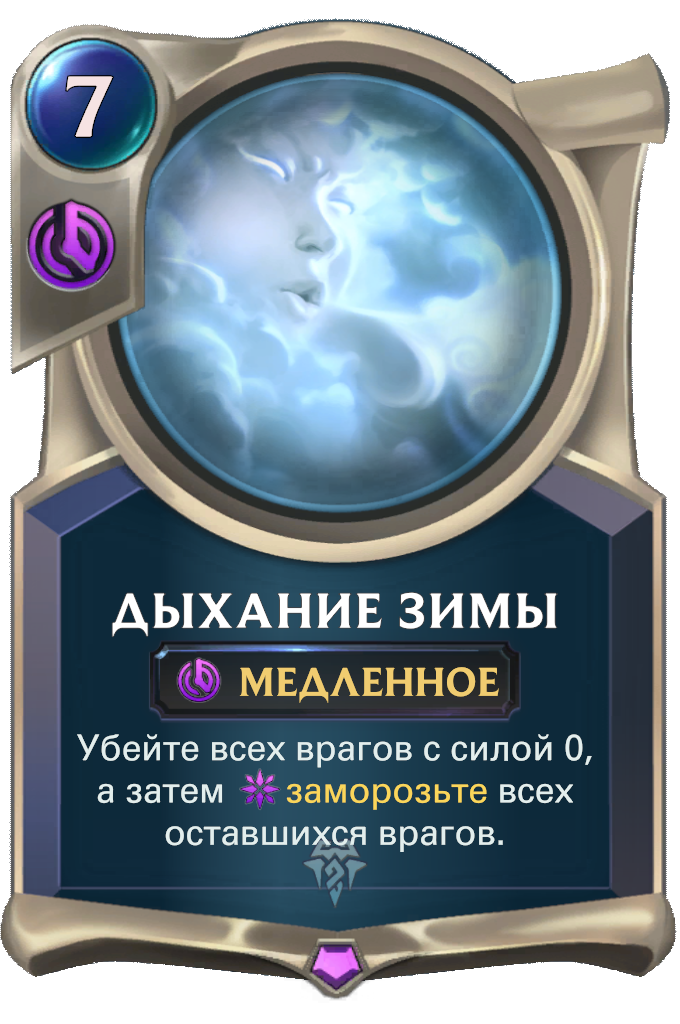 7
ДЫХАНИЕ ЗИМЫ
МЕДЛЕННОЕ
Убейте всех врагов с силой 0,
а затем заморозьте всех
оставшихся врагов.